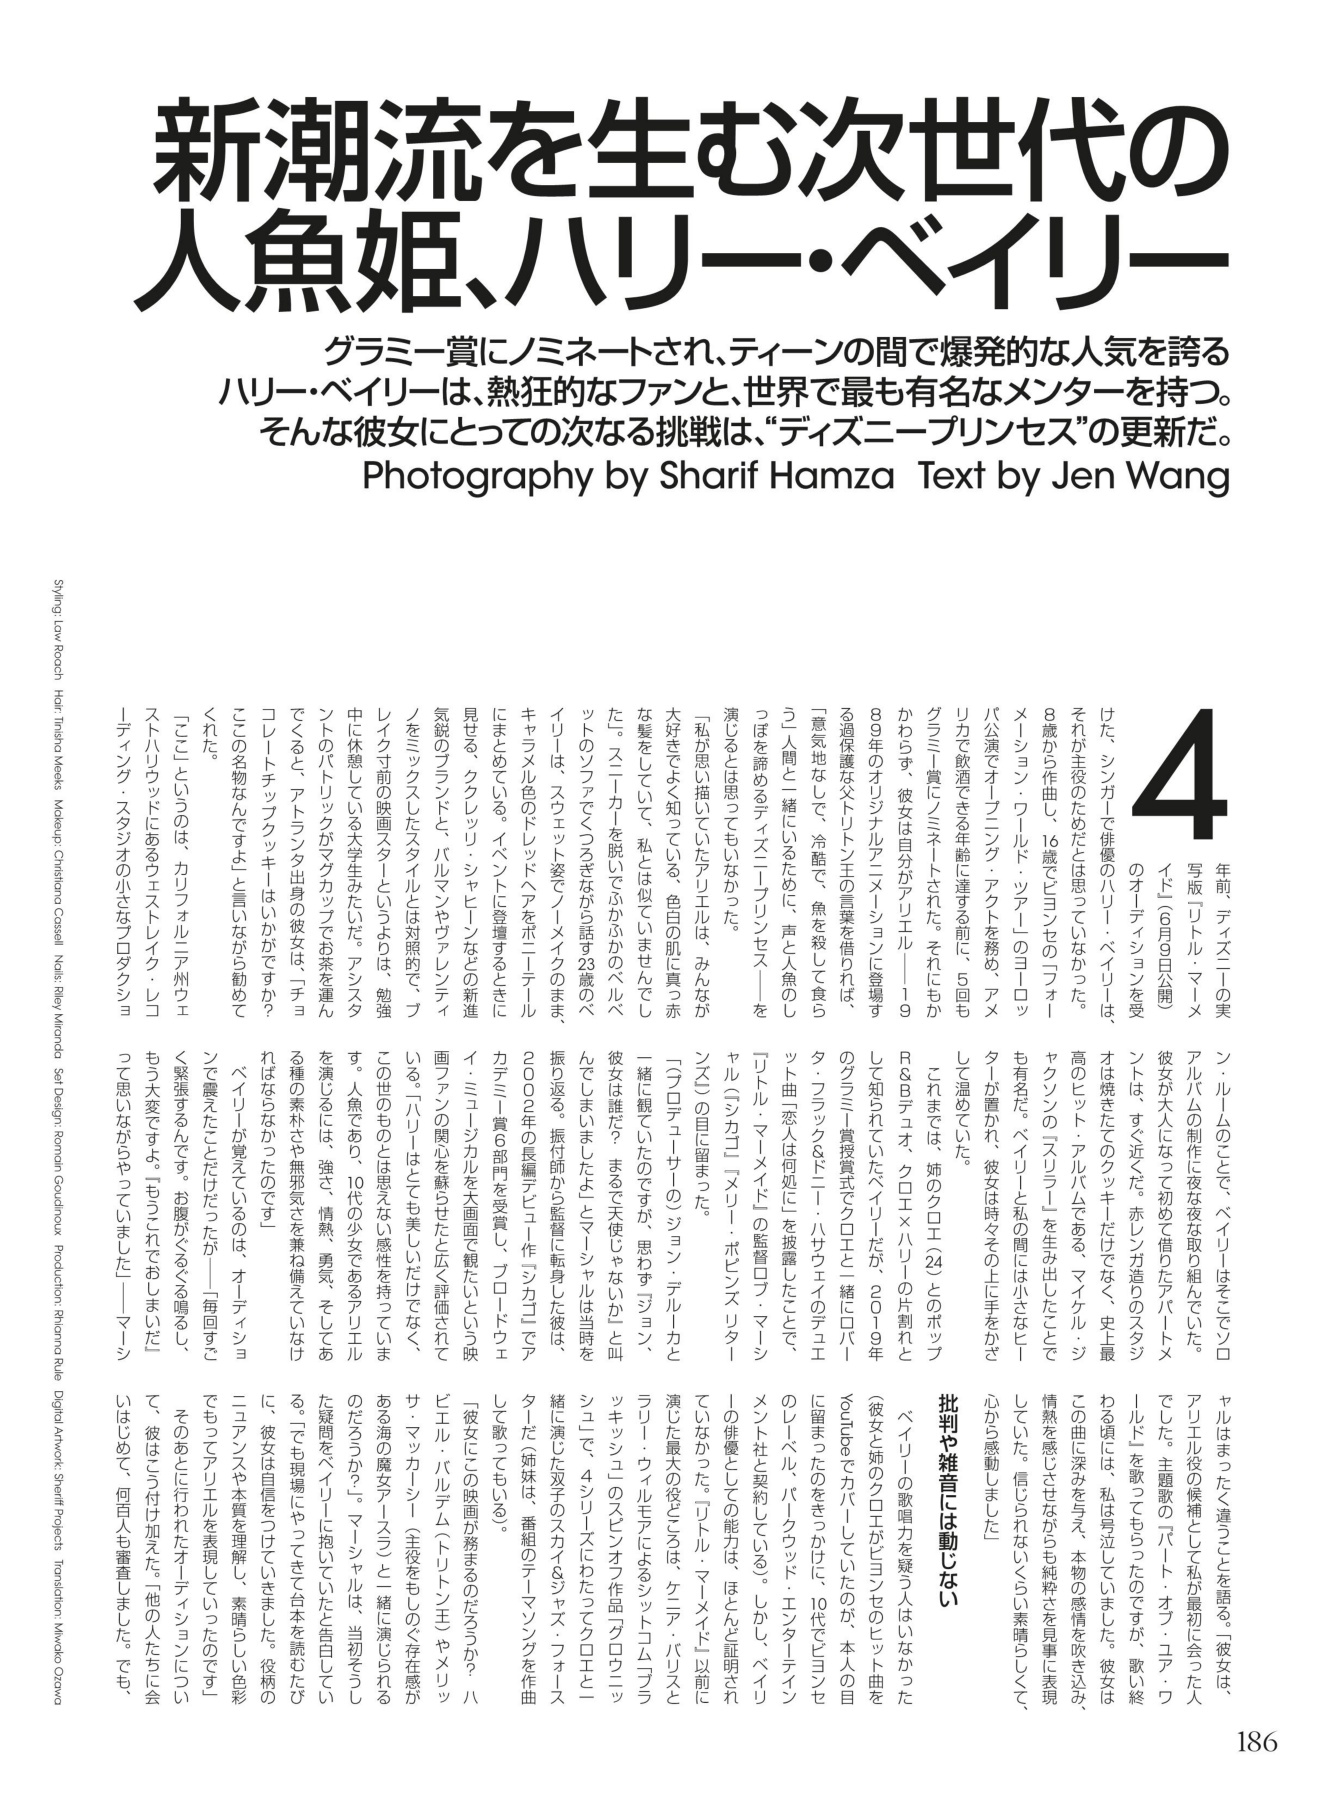 新潮流を生む次世代の
人魚姫、ハリー・ベイリー
グラミー賞にノミネートされ、ティーンの間で爆発的な人気を誇る
ハリー・ベイリーは、熱狂的なファンと、世界で最も有名なメンターを持つ。
そんな彼女にとっての次なる挑戦は、“ディズニープリンセス”の更新だ。
Photography by Sharif Hamza Text by Jen Wang
4
年前、ディズニーの実
写版『リトル・マーメ
イド』(6月9日公開)
のオーディションを受
けた、シンガーで俳優のハリー・ベイリーは、
それが主役のためだとは思っていなかった。
8歳から作曲し、16歳でビヨンセの「フォー
メーション・ワールド・ツアー」のヨーロッ
パ公演でオープニング・アクトを務め、アメ
リカで飲酒できる年齢に達する前に、5回も
グラミー賞にノミネートされた。それにもか
かわらず、彼女は自分がアリエル——19
89年のオリジナルアニメーションに登場す
る過保護な父トリトン王の言葉を借りれば、
「意気地なしで、冷酷で、魚を殺して食ら
う」人間と一緒にいるために、声と人魚のし
っぽを諦めるディズニープリンセス——を
演じるとは思ってもいなかった。
「私が思い描いていたアリエルは、みんなが
大好きでよく知っている、色白の肌に真っ赤
な髪をしていて、私とは似ていませんでし
た」。スニーカーを脱いでふかふかのベルベ
ットのソファでくつろぎながら話す23歳のベ
イリーは、スウェット姿でノーメイクのまま、
キャラメル色のドレッドヘアをポニーテール
にまとめている。イベントに登壇するときに
見せる、ククレッリ・シャヒーンなどの新進
気鋭のブランドと、バルマンやヴァレンティ
ノをミックスしたスタイルとは対照的で、ブ
レイク寸前の映画スターというよりは、勉強
中に休憩している大学生みたいだ。アシスタ
ントのパトリックがマグカップでお茶を運ん
でくると、アトランタ出身の彼女は、「チョ
コレートチップクッキーはいかがですか?
ここの名物なんですよ」と言いながら勧めて
くれた。
「ここ」というのは、カリフォルニア州ウェ
ストハリウッドにあるウェストレイク・レコ
ーディング・スタジオの小さなプロダクショ
ン・ルームのことで、ベイリーはそこでソロ
アルバムの制作に夜な夜な取り組んでいた。
彼女が大人になって初めて借りたアパートメ
ントは、すぐ近くだ。赤レンガ造りのスタジ
オは焼きたてのクッキーだけでなく、史上最
高のヒット・アルバムである、マイケル・ジ
ャクソンの『スリラー』を生み出したことで
も有名だ。ベイリーと私の間には小さなヒー
ターが置かれ、彼女は時々その上に手をかざ
して温めていた。
これまでは、姉のクロエ(24)とのポップ
R&Bデュオ、クロエ×ハリーの片割れと
して知られていたベイリーだが、2019年
のグラミー賞授賞式でクロエと一緒にロバー
タ・フラック&ドニー・ハサウェイのデュエ
ット曲「恋人は何処に」を披露したことで、
『リトル・マーメイド』の監督ロブ・マーシ
ャル(『シカゴ』『メリー・ポピンズ リター
ンズ』)の目に留まった。
「(プロデューサーの)ジョン・デルーカと
一緒に観ていたのですが、思わず『ジョン、
彼女は誰だ? まるで天使じゃないか』と叫
んでしまいましたよ」とマーシャルは当時を
振り返る。振付師から監督に転身した彼は、
2002年の長編デビュー作『シカゴ』でア
カデミー賞6部門を受賞し、ブロードウェ
イ・ミュージカルを大画面で観たいという映
画ファンの関心を蘇らせたと広く評価されて
いる。「ハリーはとても美しいだけでなく、
この世のものとは思えない感性を持っていま
す。人魚であり、10代の少女であるアリエル
を演じるには、強さ、情熱、勇気、そしてあ
る種の素朴さや無邪気さを兼ね備えていなけ
ればならなかったのです」
ベイリーが覚えているのは、オーディショ
ンで震えたことだけだったが——「毎回すご
く緊張するんです。お腹がぐるぐる鳴るし、
もう大変ですよ。『もうこれでおしまいだ』
って思いながらやっていました」——マーシ
ャルはまったく違うことを語る。「彼女は、
アリエル役の候補として私が最初に会った人
でした。主題歌の『パート・オブ・ユア・ワ
ールド』を歌ってもらったのですが、歌い終
わる頃には、私は号泣していました。彼女は
この曲に深みを与え、本物の感情を吹き込み、
情熱を感じさせながらも純粋さを見事に表現
していた。信じられないくらい素晴らしくて、
心から感動しました」
批判や雑音には動じない
ベイリーの歌唱力を疑う人はいなかった
(彼女と姉のクロエがビヨンセのヒット曲を
YouTubeでカバーしていたのが、本人の目
に留まったのをきっかけに、10代でビヨンセ
のレーベル、パークウッド・エンターテイン
メント社と契約している)。しかし、ベイリ
ーの俳優としての能力は、ほとんど証明され
ていなかった。『リトル・マーメイド』以前に
演じた最大の役どころは、ケニア・バリスと
ラリー・ウィルモアによるシットコム「ブラ
ッキッシュ」のスピンオフ作品「グロウニッ
シュ」で、4シリーズにわたってクロエと一
緒に演じた双子のスカイ&ジャズ・フォース
ターだ(姉妹は、番組のテーマソングを作曲
して歌ってもいる)。
「彼女にこの映画が務まるのだろうか? ハ
ビエル・バルデム(トリトン王)やメリッ
サ・マッカーシー(主役をもしのぐ存在感が
ある海の魔女アースラ)と一緒に演じられる
のだろうか?」。マーシャルは、当初そうし
た疑問をベイリーに抱いていたと告白してい
る。「でも現場にやってきて台本を読むたび
に、彼女は自信をつけていきました。役柄の
ニュアンスや本質を理解し、素晴らしい色彩
でもってアリエルを表現していったのです」
そのあとに行われたオーディションについ
て、彼はこう付け加えた。「他の人たちに会
いはじめて、何百人も審査しました。でも、
Styling: Law Roach Hair: Tinisha Meeks Makeup: Christiana Cassell Nails: Riley Miranda Set Design: Romain Goudinoux Production: Rhianna Rule Digital Artwork: Sheriff Projects Translation: Miwako Ozawa
186